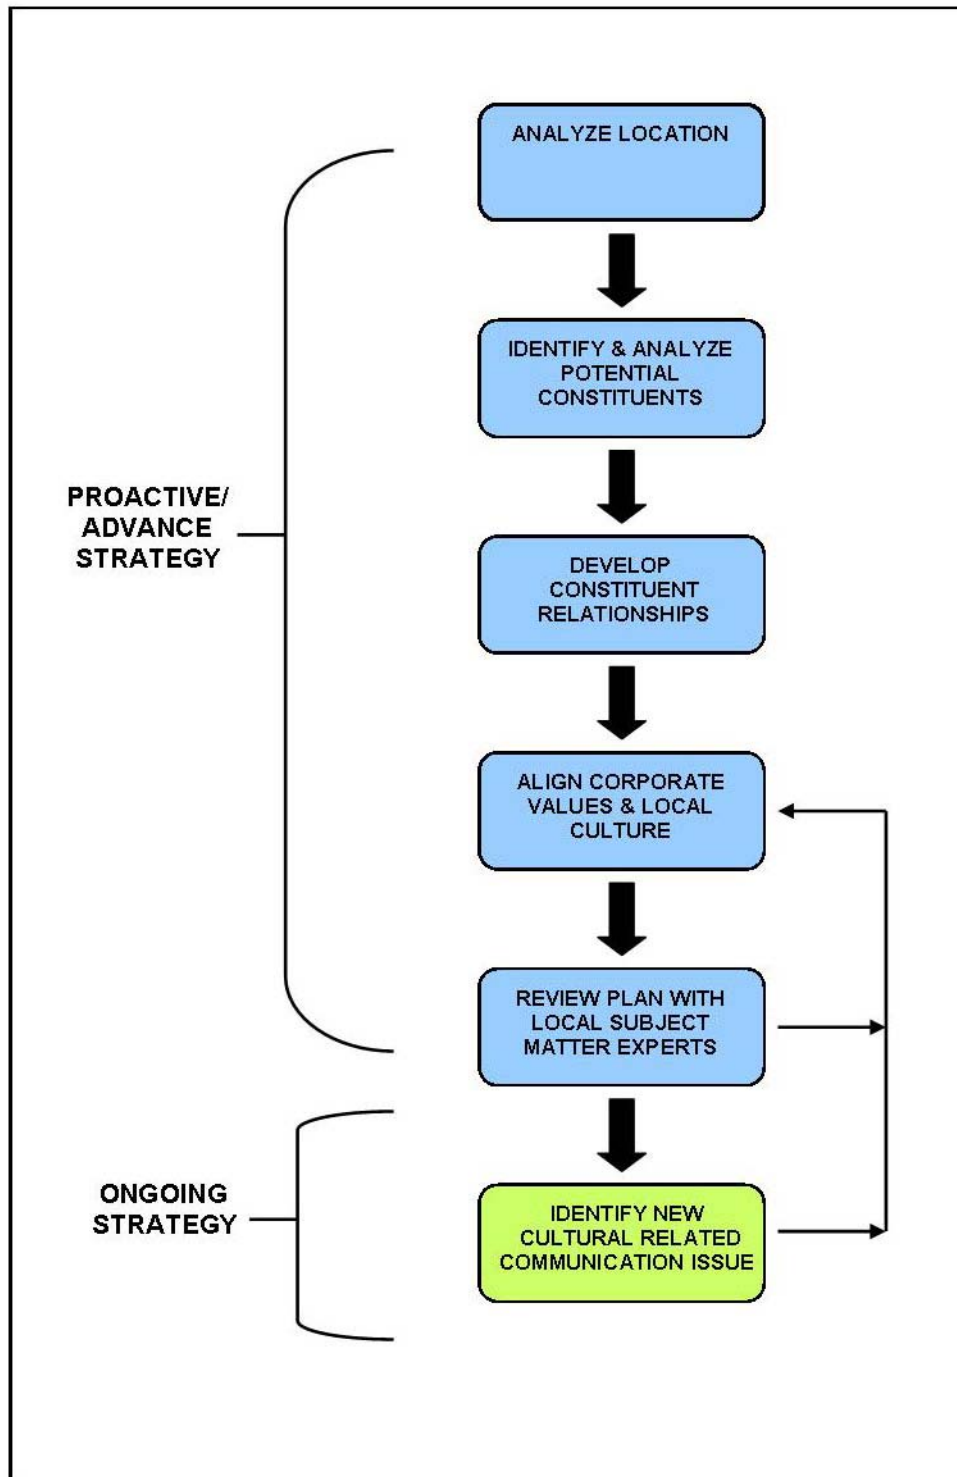 ANALYZE LOCATION
IDENTIFY & ANALYZE
POTENTIAL
CONSTITUENTS
PROACTIVE/
ADVANCE
STRATEGY
DEVELOP
CONSTITUENT
RELATIONSHIPS
ALIGN CORPORATE
VALUES & LOCAL
CULTURE
REVIEW PLAN WITH
LOCAL SUBJECT
MATTER EXPERTS
ONGOING
STRATEGY
IDENTIFY NEW
CULTURAL RELATED
COMMUNICATION ISSUE